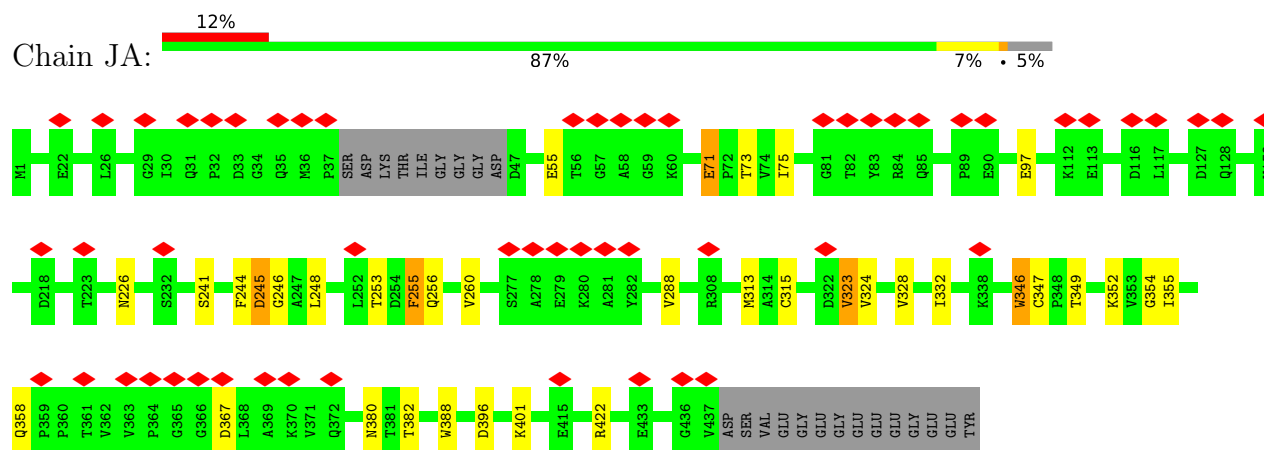 12%
Chain JA:
87% 7% • 5%
M1 E22 L26 G29 I30 Q31 P32 D33 G34 Q35 M36 P37 SER ASP LYS THR ILE GLY GLY GLY ASP D47 E55 T56 G57 A58 G59 K60 E71 P72 T73 V74 I75 G81 T82 Y83 R84 Q85 P89 E90 E97 K112 E113 D116 L117 D127 Q128
D218 T223 N226 S232 S241 F244 D245 G246 A247 L248 L252 T253 D254 F255 Q256 V260 S277 A278 E279 K280 A281 Y282 V288 R308 M313 A314 C315 D322 V323 V324 V328 I332 K338 W346 C347 P348 T349 K352 V353 G354 I355
Q358 P359 P360 T361 V362 V363 P364 G365 G366 D367 L368 A369 K370 V371 Q372 N380 T381 T382 W388 D396 K401 E415 R422 E433 G436 V437 ASP SER VAL GLU GLY GLU GLY GLU GLU GLU GLY GLU GLU TYR